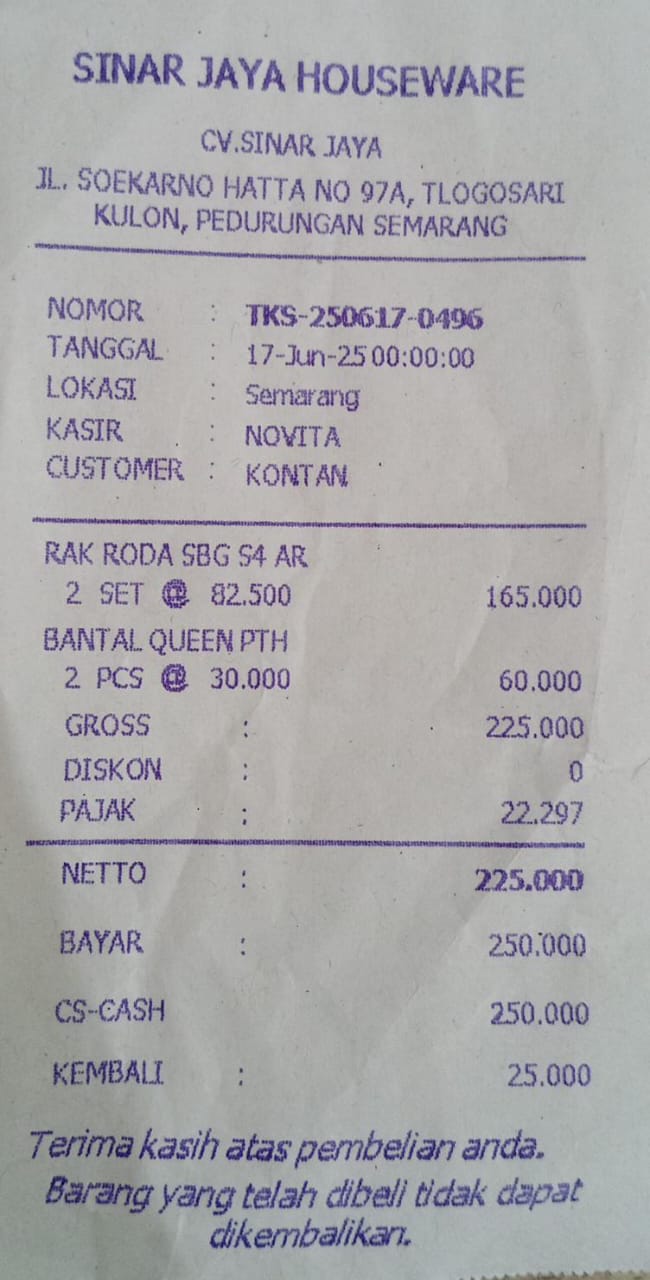 SINAR JAYA HOUSEWARE
CV.SINAR JAYA
JL. SOEKARNO HATTA NO 97A, TLOGOSARI
KULON, PEDURUNGAN SEMARANG
NOMOR : TKS-250617-0496
TANGGAL : 17-Jun-25 00:00:00
LOKASI : Semarang
KASIR : NOVITA
CUSTOMER : KONTAN
RAK RODA SBG S4 AR
2 SET @ 82.500 165.000
BANTAL QUEEN PTH
2 PCS @ 30.000 60.000
GROSS : 225.000
DISKON : 0
PAJAK : 22.297
NETTO : 225.000
BAYAR : 250.000
CS-CASH 250.000
KEMBALI : 25.000
Terima kasih atas pembelian anda.
Barang yang telah dibeli tidak dapat
dikembalikan.